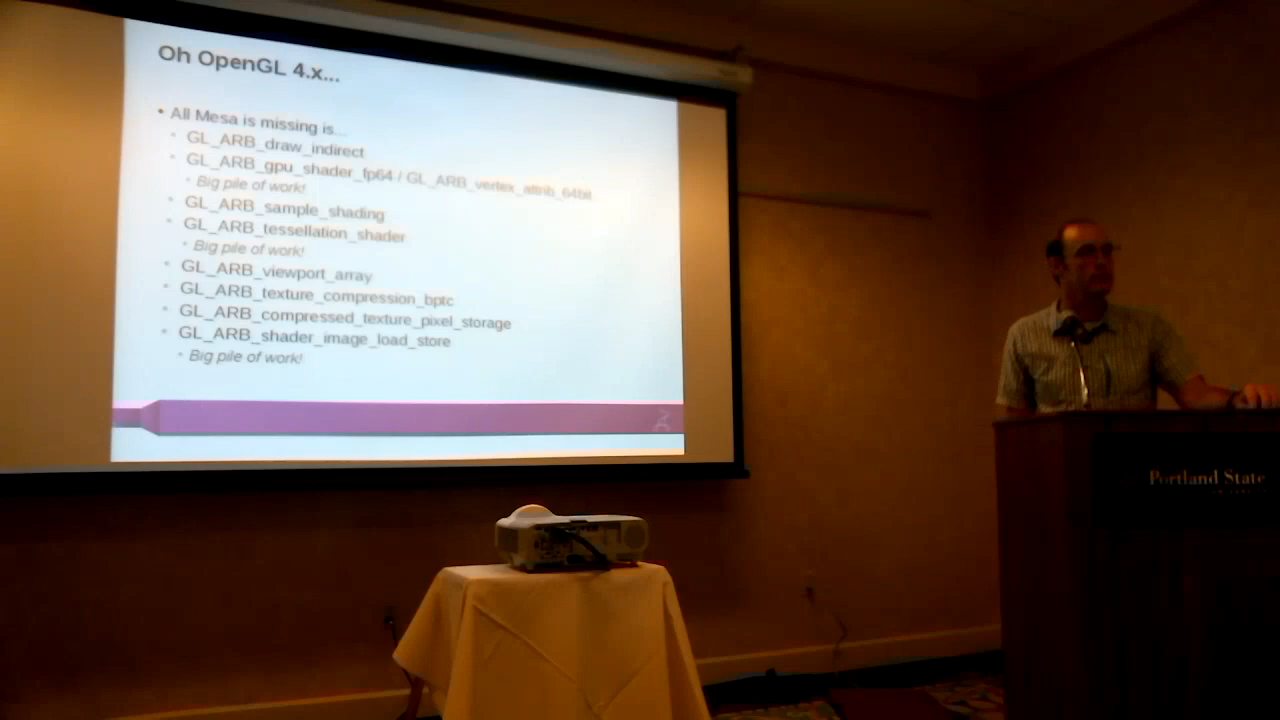 Oh OpenGL 4.x...
• All Mesa is missing is...
• GL_ARB_draw_indirect
• GL_ARB_gpu_shader_fp64 / GL_ARB_vertex_attrib_64bit
• Big pile of work!
• GL_ARB_sample_shading
• GL_ARB_tessellation_shader
• Big pile of work!
• GL_ARB_viewport_array
• GL_ARB_texture_compression_bptc
• GL_ARB_compressed_texture_pixel_storage
• GL_ARB_shader_image_load_store
• Big pile of work!
Portland State